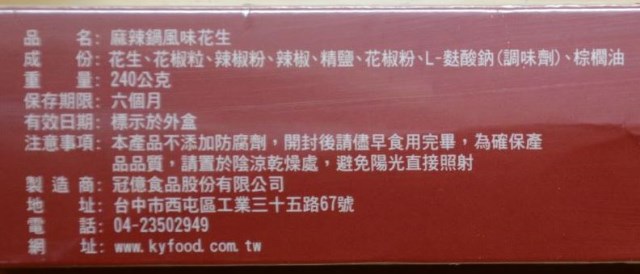 品　　名: 麻辣鍋風味花生
成　　份: 花生、花椒粒、辣椒粉、辣椒、精鹽、花椒粉、L-麩酸鈉(調味劑)、棕櫚油
重　　量: 240公克
保存期限: 六個月
有效日期: 標示於外盒
注意事項: 本產品不添加防腐劑，開封後請儘早食用完畢，為確保產
品品質，請置於陰涼乾燥處，避免陽光直接照射
製 造 商: 冠億食品股份有限公司
地　　址: 台中市西屯區工業三十五路67號
電　　話: 04-23502949
網　　址: www.kyfood.com.tw